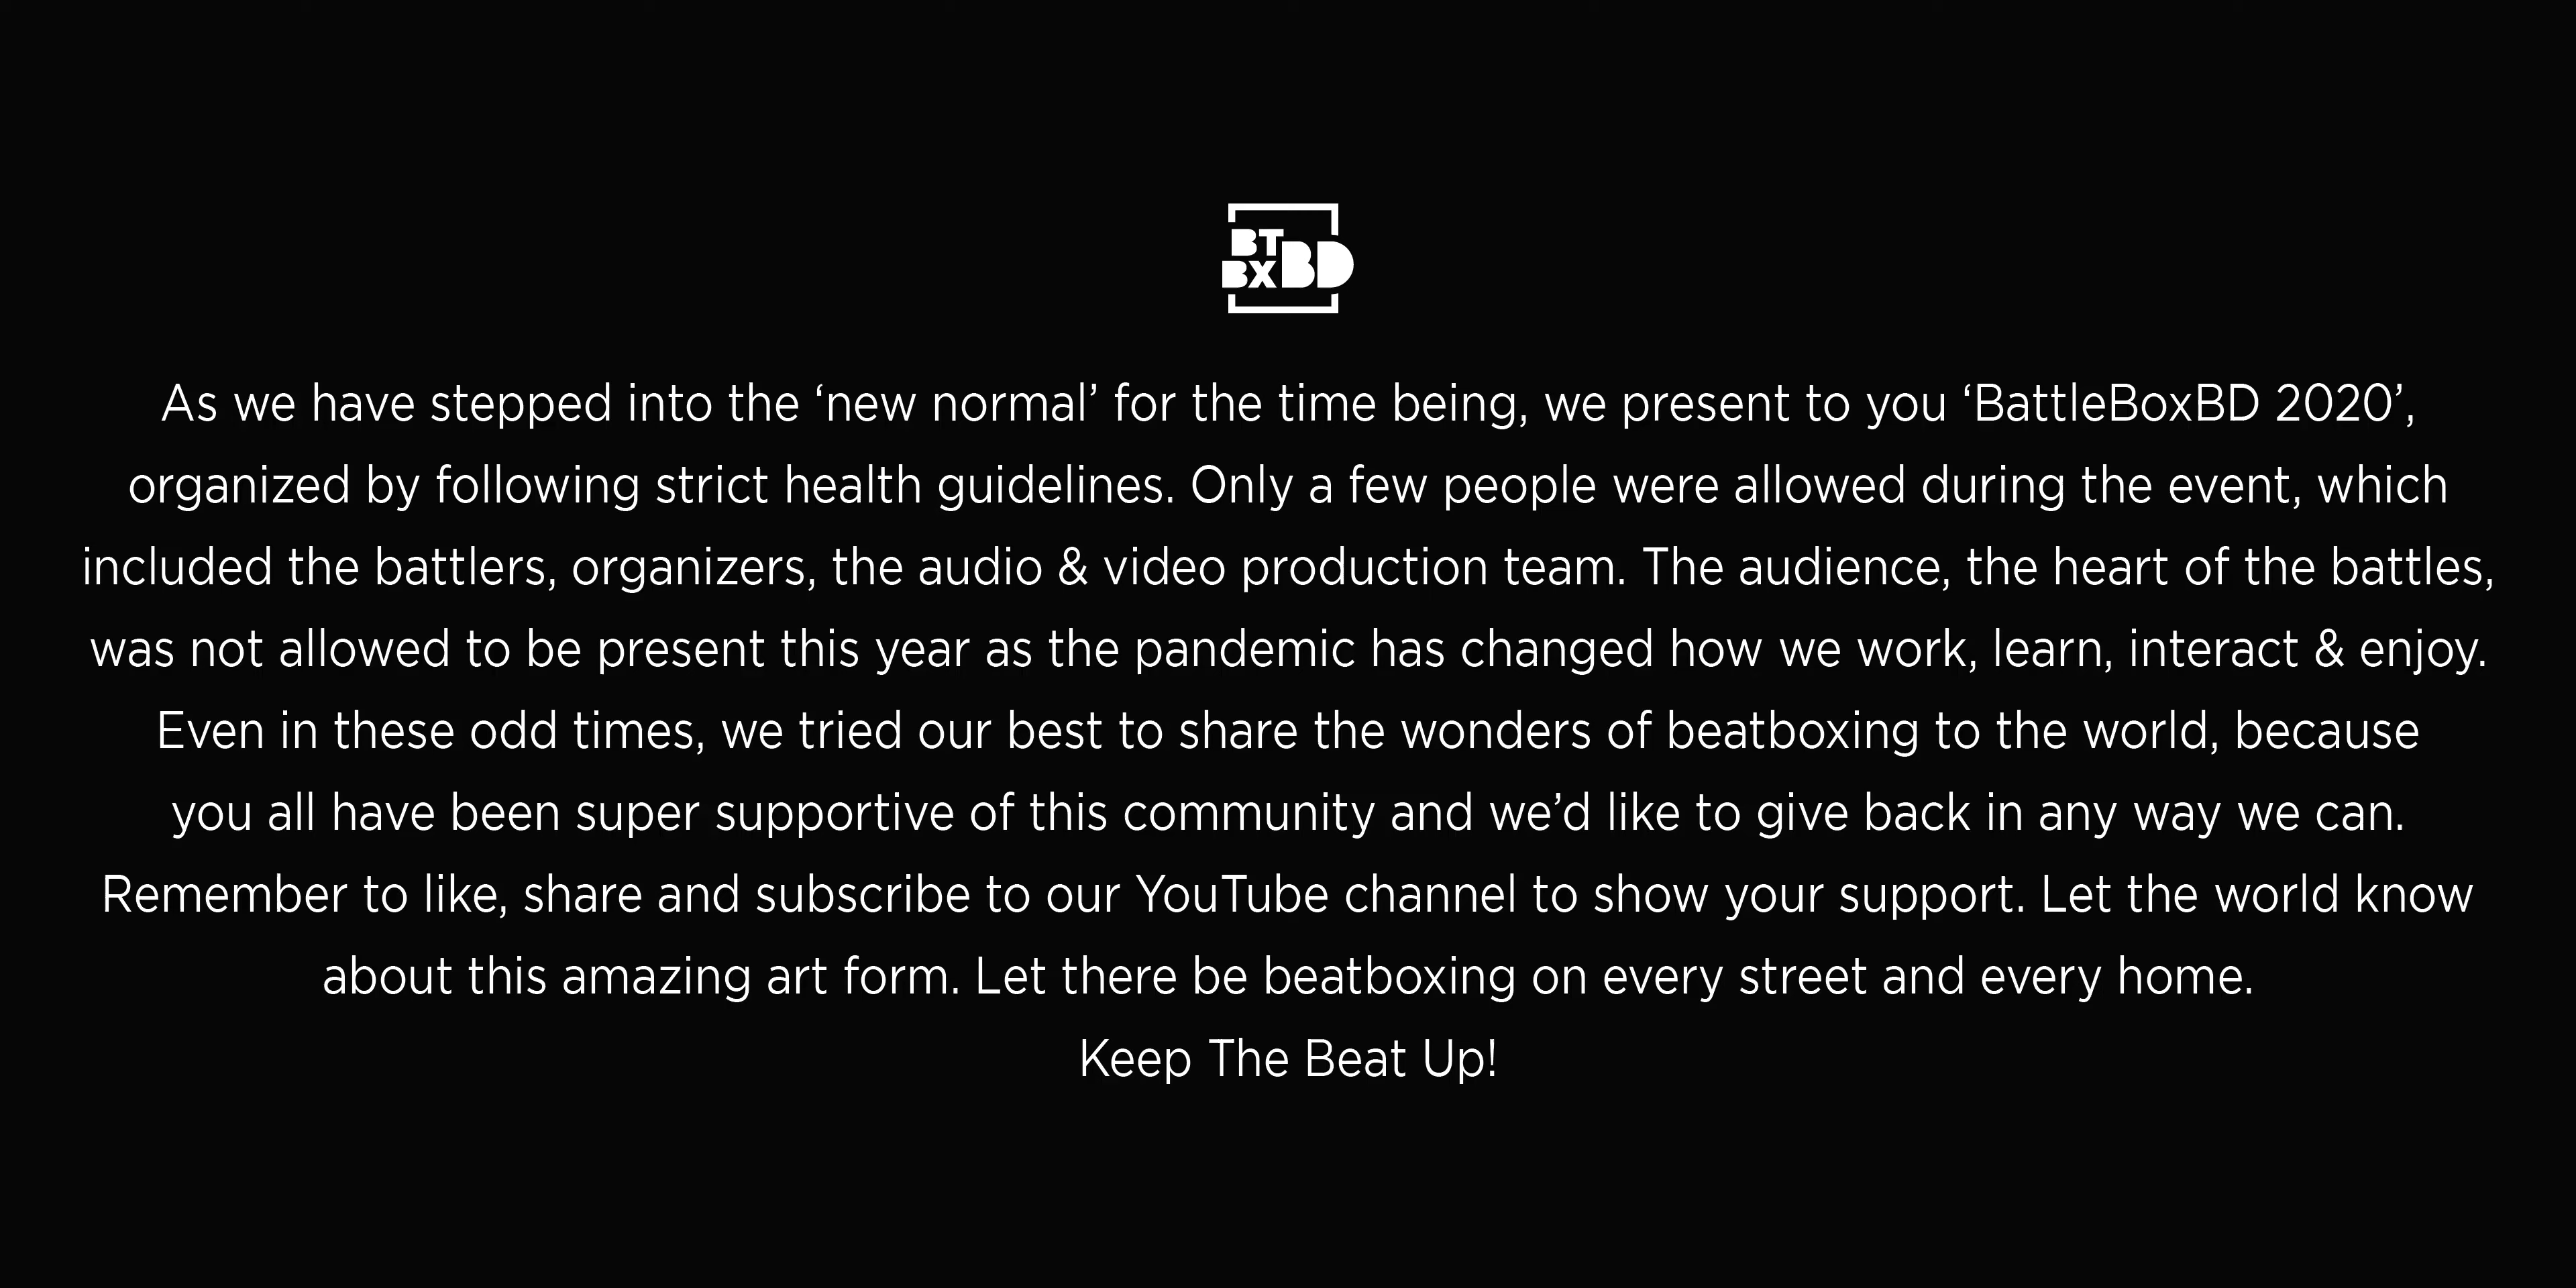 BT
BXBD
As we have stepped into the ‘new normal’ for the time being, we present to you ‘BattleBoxBD 2020’,
organized by following strict health guidelines. Only a few people were allowed during the event, which
included the battlers, organizers, the audio & video production team. The audience, the heart of the battles,
was not allowed to be present this year as the pandemic has changed how we work, learn, interact & enjoy.
Even in these odd times, we tried our best to share the wonders of beatboxing to the world, because
you all have been super supportive of this community and we’d like to give back in any way we can.
Remember to like, share and subscribe to our YouTube channel to show your support. Let the world know
about this amazing art form. Let there be beatboxing on every street and every home.
Keep The Beat Up!